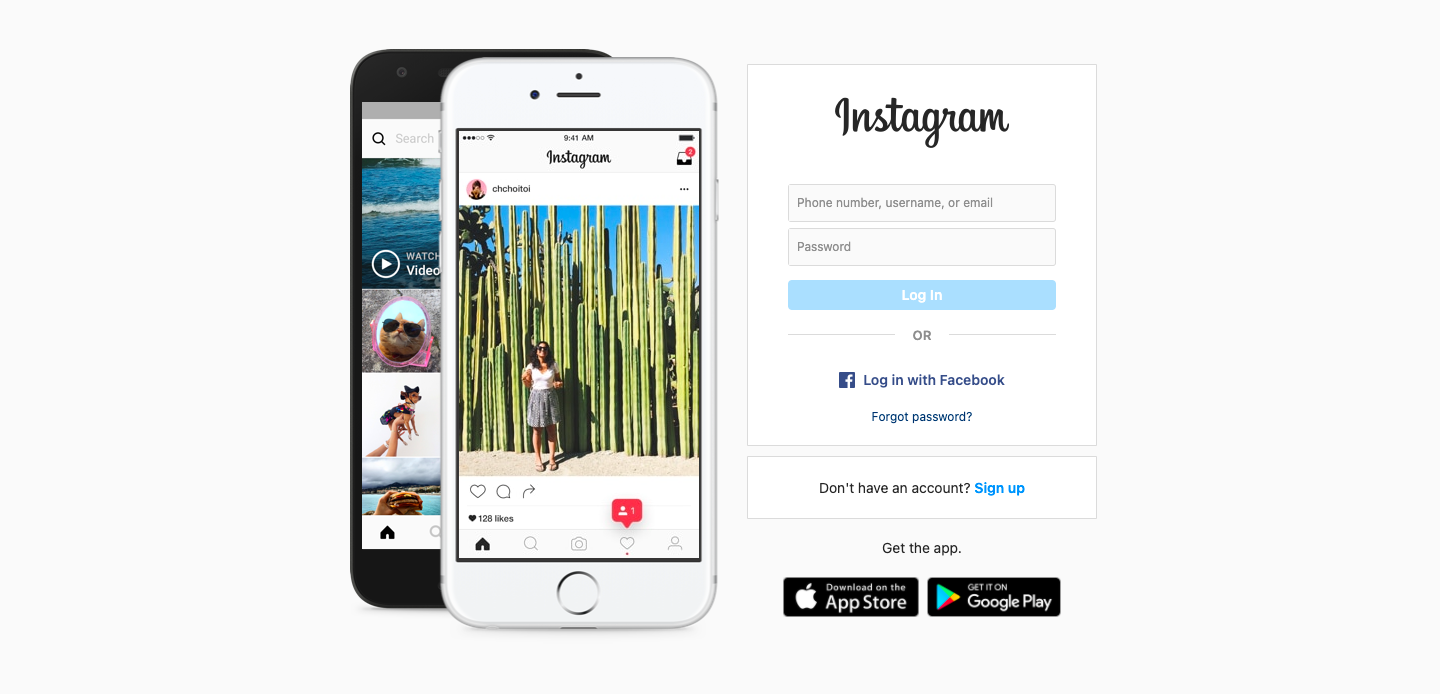 Search
WATCH
Video
9:41 AM
Instagram
2
chchoitoi
128 likes
1
Instagram
Phone number, username, or email
Password
Log In
OR
Log in with Facebook
Forgot password?
Don't have an account? Sign up
Get the app.
Download on the
App Store
GET IT ON
Google Play